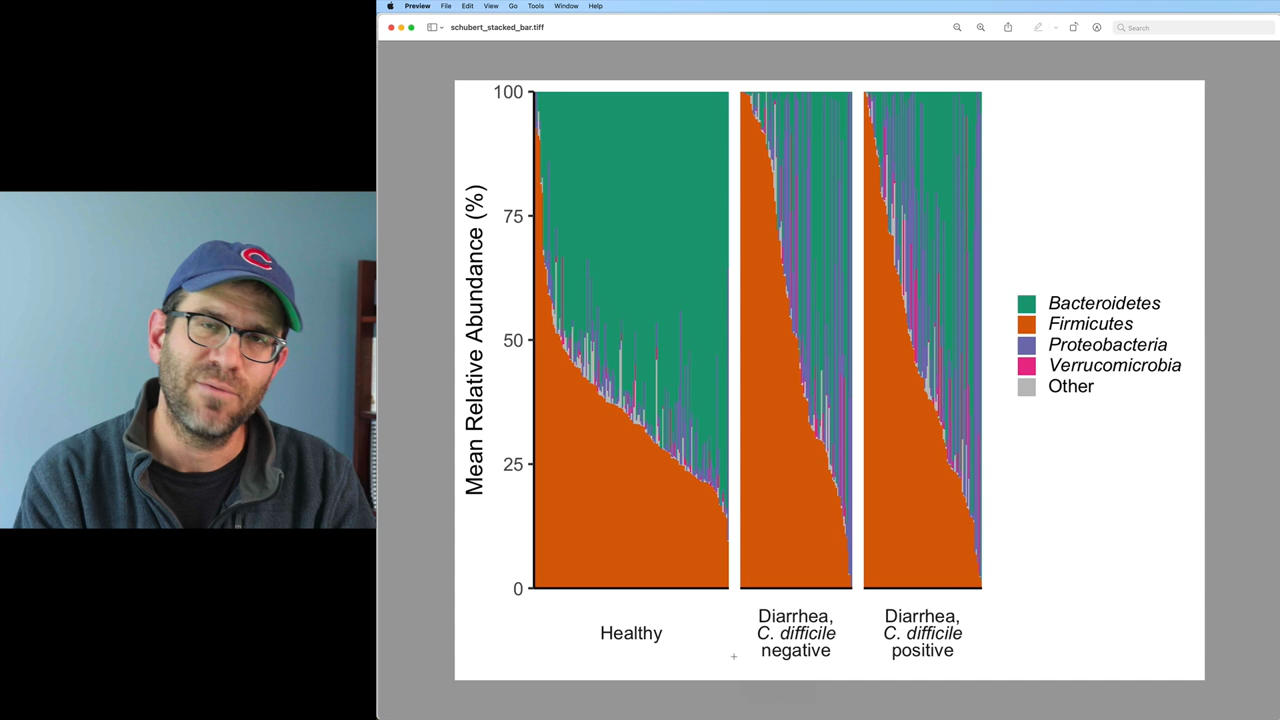 Preview File Edit View Go Tools Window Help
schubert_stacked_bar.tiff
Search
C
100
75
50
25
0
Mean Relative Abundance (%)
Healthy
Diarrhea,
C. difficile
negative
Diarrhea,
C. difficile
positive
Bacteroidetes
Firmicutes
Proteobacteria
Verrucomicrobia
Other